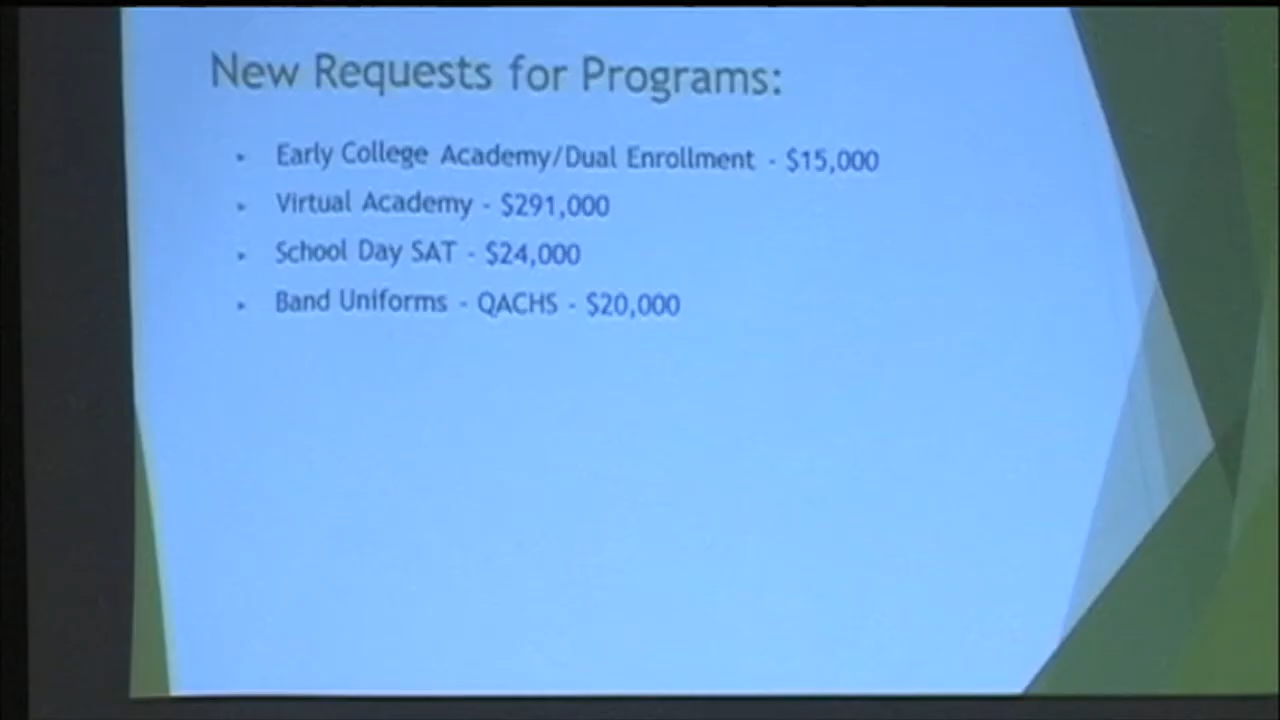 New Requests for Programs:
Early College Academy/Dual Enrollment - $15,000
Virtual Academy - $291,000
School Day SAT - $24,000
Band Uniforms - QACHS - $20,000